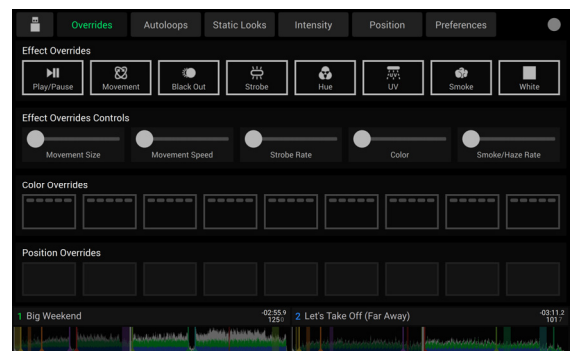 Overrides Autoloops Static Looks Intensity Position Preferences
Effect Overrides
Play/Pause Movement Black Out Strobe Hue UV Smoke White
Effect Overrides Controls
Movement Size Movement Speed Strobe Rate Color Smoke/Haze Rate
Color Overrides
Position Overrides
1 Big Weekend -02:55.9
125
2 Let's Take Off (Far Away) -03:11.2
101